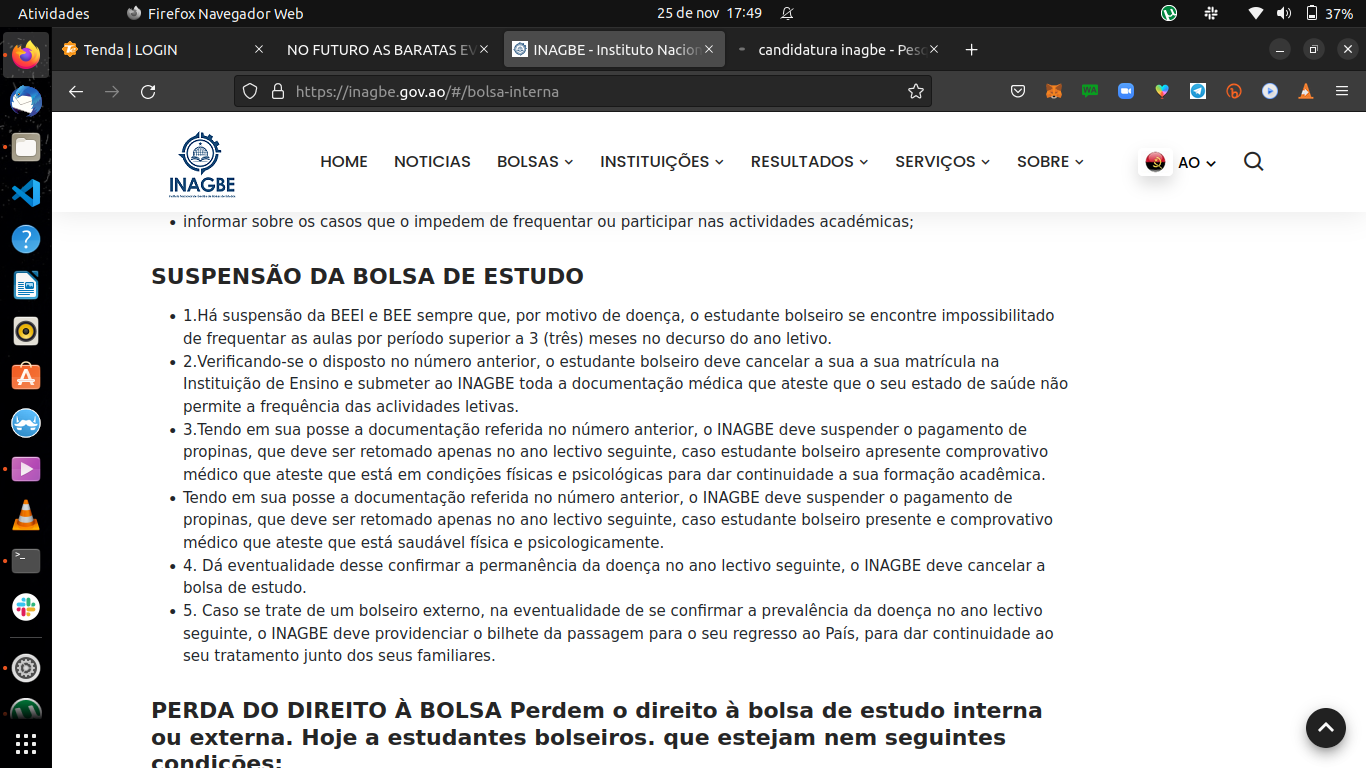 Atividades
Firefox Navegador Web
25 de nov 17:49
37%
Tenda | LOGIN
NO FUTURO AS BARATAS EV
INAGBE - Instituto Nacion
candidatura inagbe - Pesq
https://inagbe.gov.ao/#/bolsa-interna
INAGBE
HOME
NOTICIAS
BOLSAS
INSTITUIÇÕES
RESULTADOS
SERVIÇOS
SOBRE
AO
informar sobre os casos que o impedem de frequentar ou participar nas actividades académicas;
SUSPENSÃO DA BOLSA DE ESTUDO
1.Há suspensão da BEEI e BEE sempre que, por motivo de doença, o estudante bolseiro se encontre impossibilitado
de frequentar as aulas por período superior a 3 (três) meses no decurso do ano letivo.
2.Verificando-se o disposto no número anterior, o estudante bolseiro deve cancelar a sua a sua matrícula na
Instituição de Ensino e submeter ao INAGBE toda a documentação médica que ateste que o seu estado de saúde não
permite a frequência das aclividades letivas.
3.Tendo em sua posse a documentação referida no número anterior, o INAGBE deve suspender o pagamento de
propinas, que deve ser retomado apenas no ano lectivo seguinte, caso estudante bolseiro apresente comprovativo
médico que ateste que está em condições físicas e psicológicas para dar continuidade a sua formação acadêmica.
Tendo em sua posse a documentação referida no número anterior, o INAGBE deve suspender o pagamento de
propinas, que deve ser retomado apenas no ano lectivo seguinte, caso estudante bolseiro presente e comprovativo
médico que ateste que está saudável física e psicologicamente.
4. Dá eventualidade desse confirmar a permanência da doença no ano lectivo seguinte, o INAGBE deve cancelar a
bolsa de estudo.
5. Caso se trate de um bolseiro externo, na eventualidade de se confirmar a prevalência da doença no ano lectivo
seguinte, o INAGBE deve providenciar o bilhete da passagem para o seu regresso ao País, para dar continuidade ao
seu tratamento junto dos seus familiares.
PERDA DO DIREITO À BOLSA Perdem o direito à bolsa de estudo interna
ou externa. Hoje a estudantes bolseiros. que estejam nem seguintes
condições: